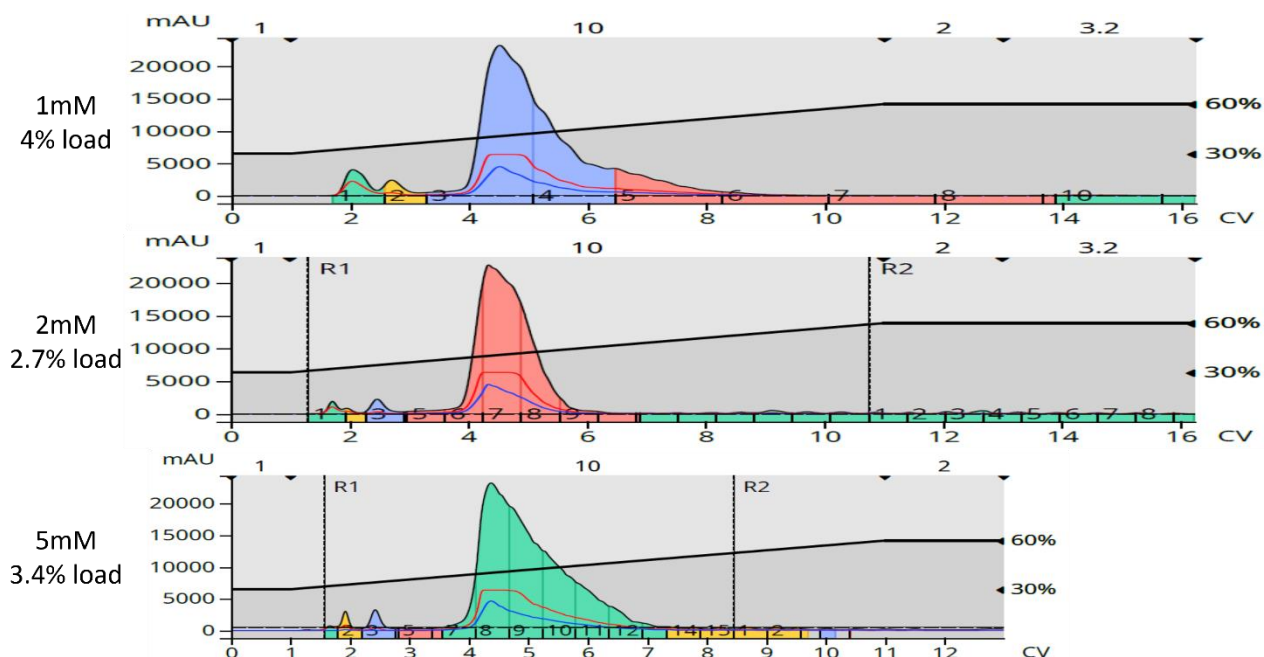 mAU 1 10 2 3.2
20000
15000
10000
5000
0
1mM
4% load
60%
30%
1 2 3 4 5 6 7 8 10
0 2 4 6 8 10 12 14 16 CV
mAU 1 10 2 3.2
R1 R2
20000
15000
10000
5000
0
2mM
2.7% load
60%
30%
1 3 5 6 7 8 9 1 2 3 4 5 6 7 8
0 2 4 6 8 10 12 14 16 CV
mAU 1 10 2
R1 R2
20000
15000
10000
5000
0
5mM
3.4% load
60%
30%
2 3 5 7 8 9 10 11 12 14 15 1 2
0 1 2 3 4 5 6 7 8 9 10 11 12 CV